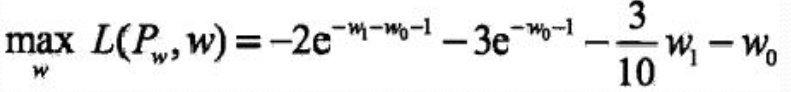 max_w L(P_w, w) = -2e^{-w_1-w_0-1} - 3e^{-w_0-1} - \frac{3}{10} w_1 - w_0